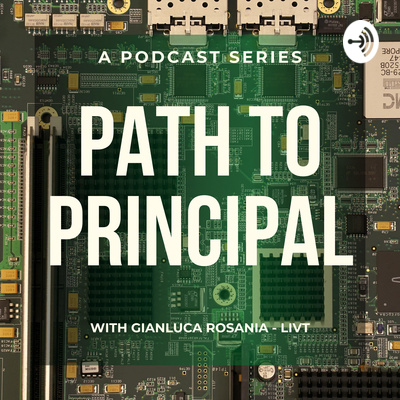 A PODCAST SERIES
PATH TO
PRINCIPAL
WITH GIANLUCA ROSANIA - LIVT